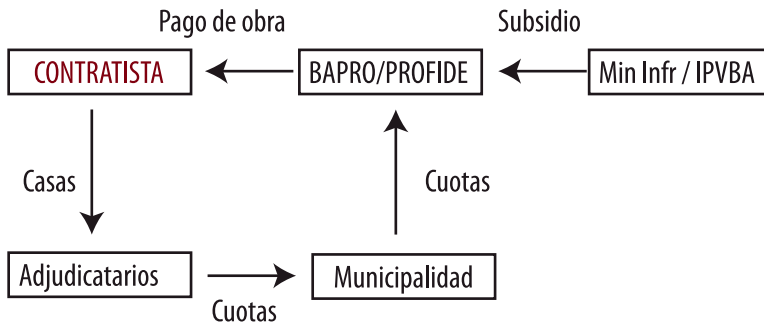 Pago de obra
Subsidio
CONTRATISTA
BAPRO/PROFIDE
Min Infr / IPVBA
Casas
Cuotas
Adjudicatarios
Municipalidad
Cuotas